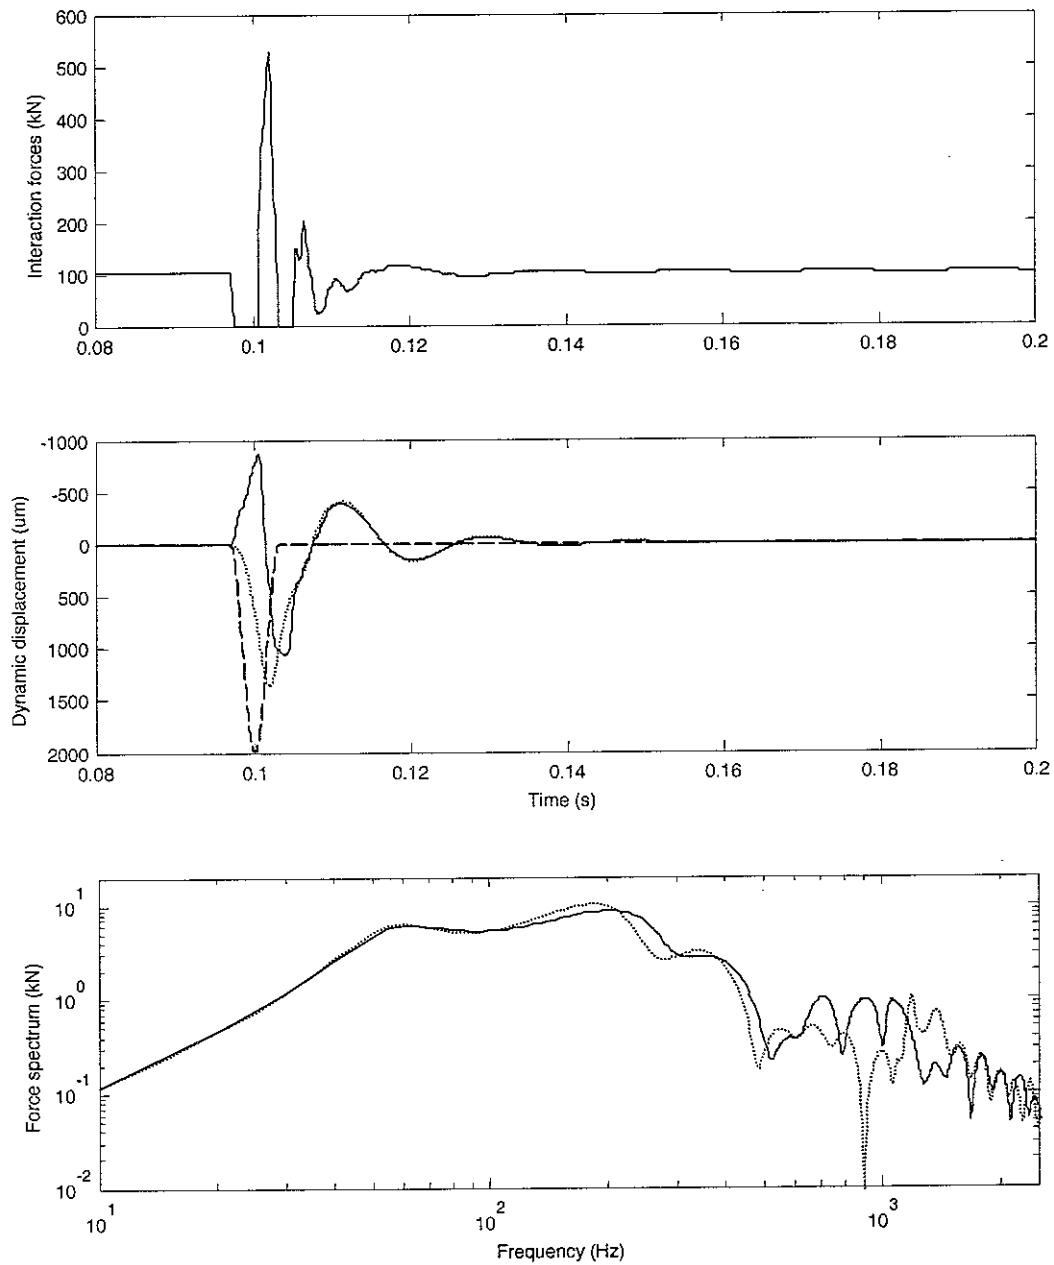 600
500
400
300
200
100
0
Interaction forces (kN)
0.08 0.1 0.12 0.14 0.16 0.18 0.2
-1000
-500
0
500
1000
1500
2000
Dynamic displacement (um)
0.08 0.1 0.12 0.14 0.16 0.18 0.2
Time (s)
10^1
10^0
10^-1
10^-2
Force spectrum (kN)
10^1 10^2 10^3
Frequency (Hz)